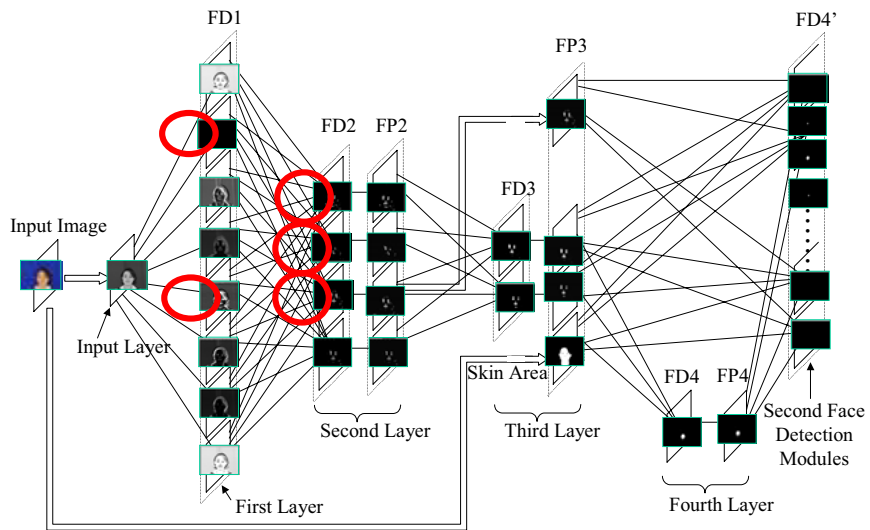 FD1
FD4’
FP3
FD2
FP2
FD3
Input Image
Input Layer
Skin Area
FD4
FP4
Second Layer
Third Layer
Second Face
Detection
Modules
Fourth Layer
First Layer